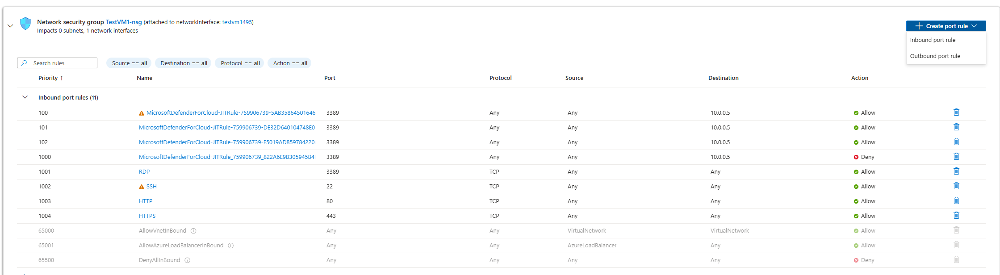 Network security group TestVM1-nsg (attached to networkInterface: testvm1495)
Impacts 0 subnets, 1 network interfaces
Create port rule
Inbound port rule
Outbound port rule
Search rules Source == all Destination == all Protocol == all Action == all
Priority ↑ Name Port Protocol Source Destination Action
Inbound port rules (11)
100 MicrosoftDefenderForCloud-JITRule-759906739-5AB35864501646 3389 Any Any 10.0.0.5 Allow
101 MicrosoftDefenderForCloud-JITRule-759906739-DE32D640104748E0 3389 Any Any 10.0.0.5 Allow
102 MicrosoftDefenderForCloud-JITRule-759906739-F5019AD859784220 3389 Any Any 10.0.0.5 Allow
1000 MicrosoftDefenderForCloud-JITRule_759906739_822A6E9B305945B4 3389 Any Any 10.0.0.5 Deny
1001 RDP 3389 TCP Any Any Allow
1002 SSH 22 TCP Any Any Allow
1003 HTTP 80 TCP Any Any Allow
1004 HTTPS 443 TCP Any Any Allow
65000 AllowVnetInBound Any Any VirtualNetwork VirtualNetwork Allow
65001 AllowAzureLoadBalancerInBound Any Any AzureLoadBalancer Any Allow
65500 DenyAllInBound Any Any Any Any Deny